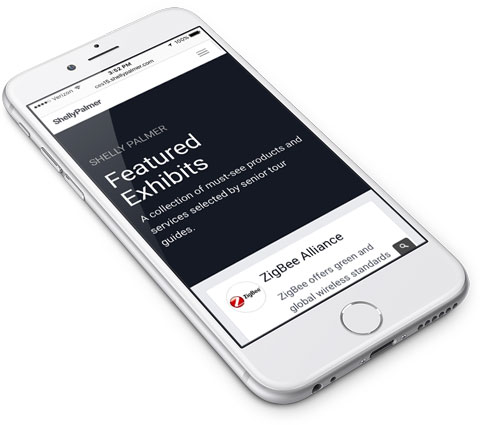 Verizon 3:52 PM 100%
ces15.shellypalmer.com
ShellyPalmer
SHELLY PALMER
Featured
Exhibits
A collection of must-see products and
services selected by senior tour
guides.
ZigBee
ZigBee Alliance
ZigBee offers green and
global wireless standards